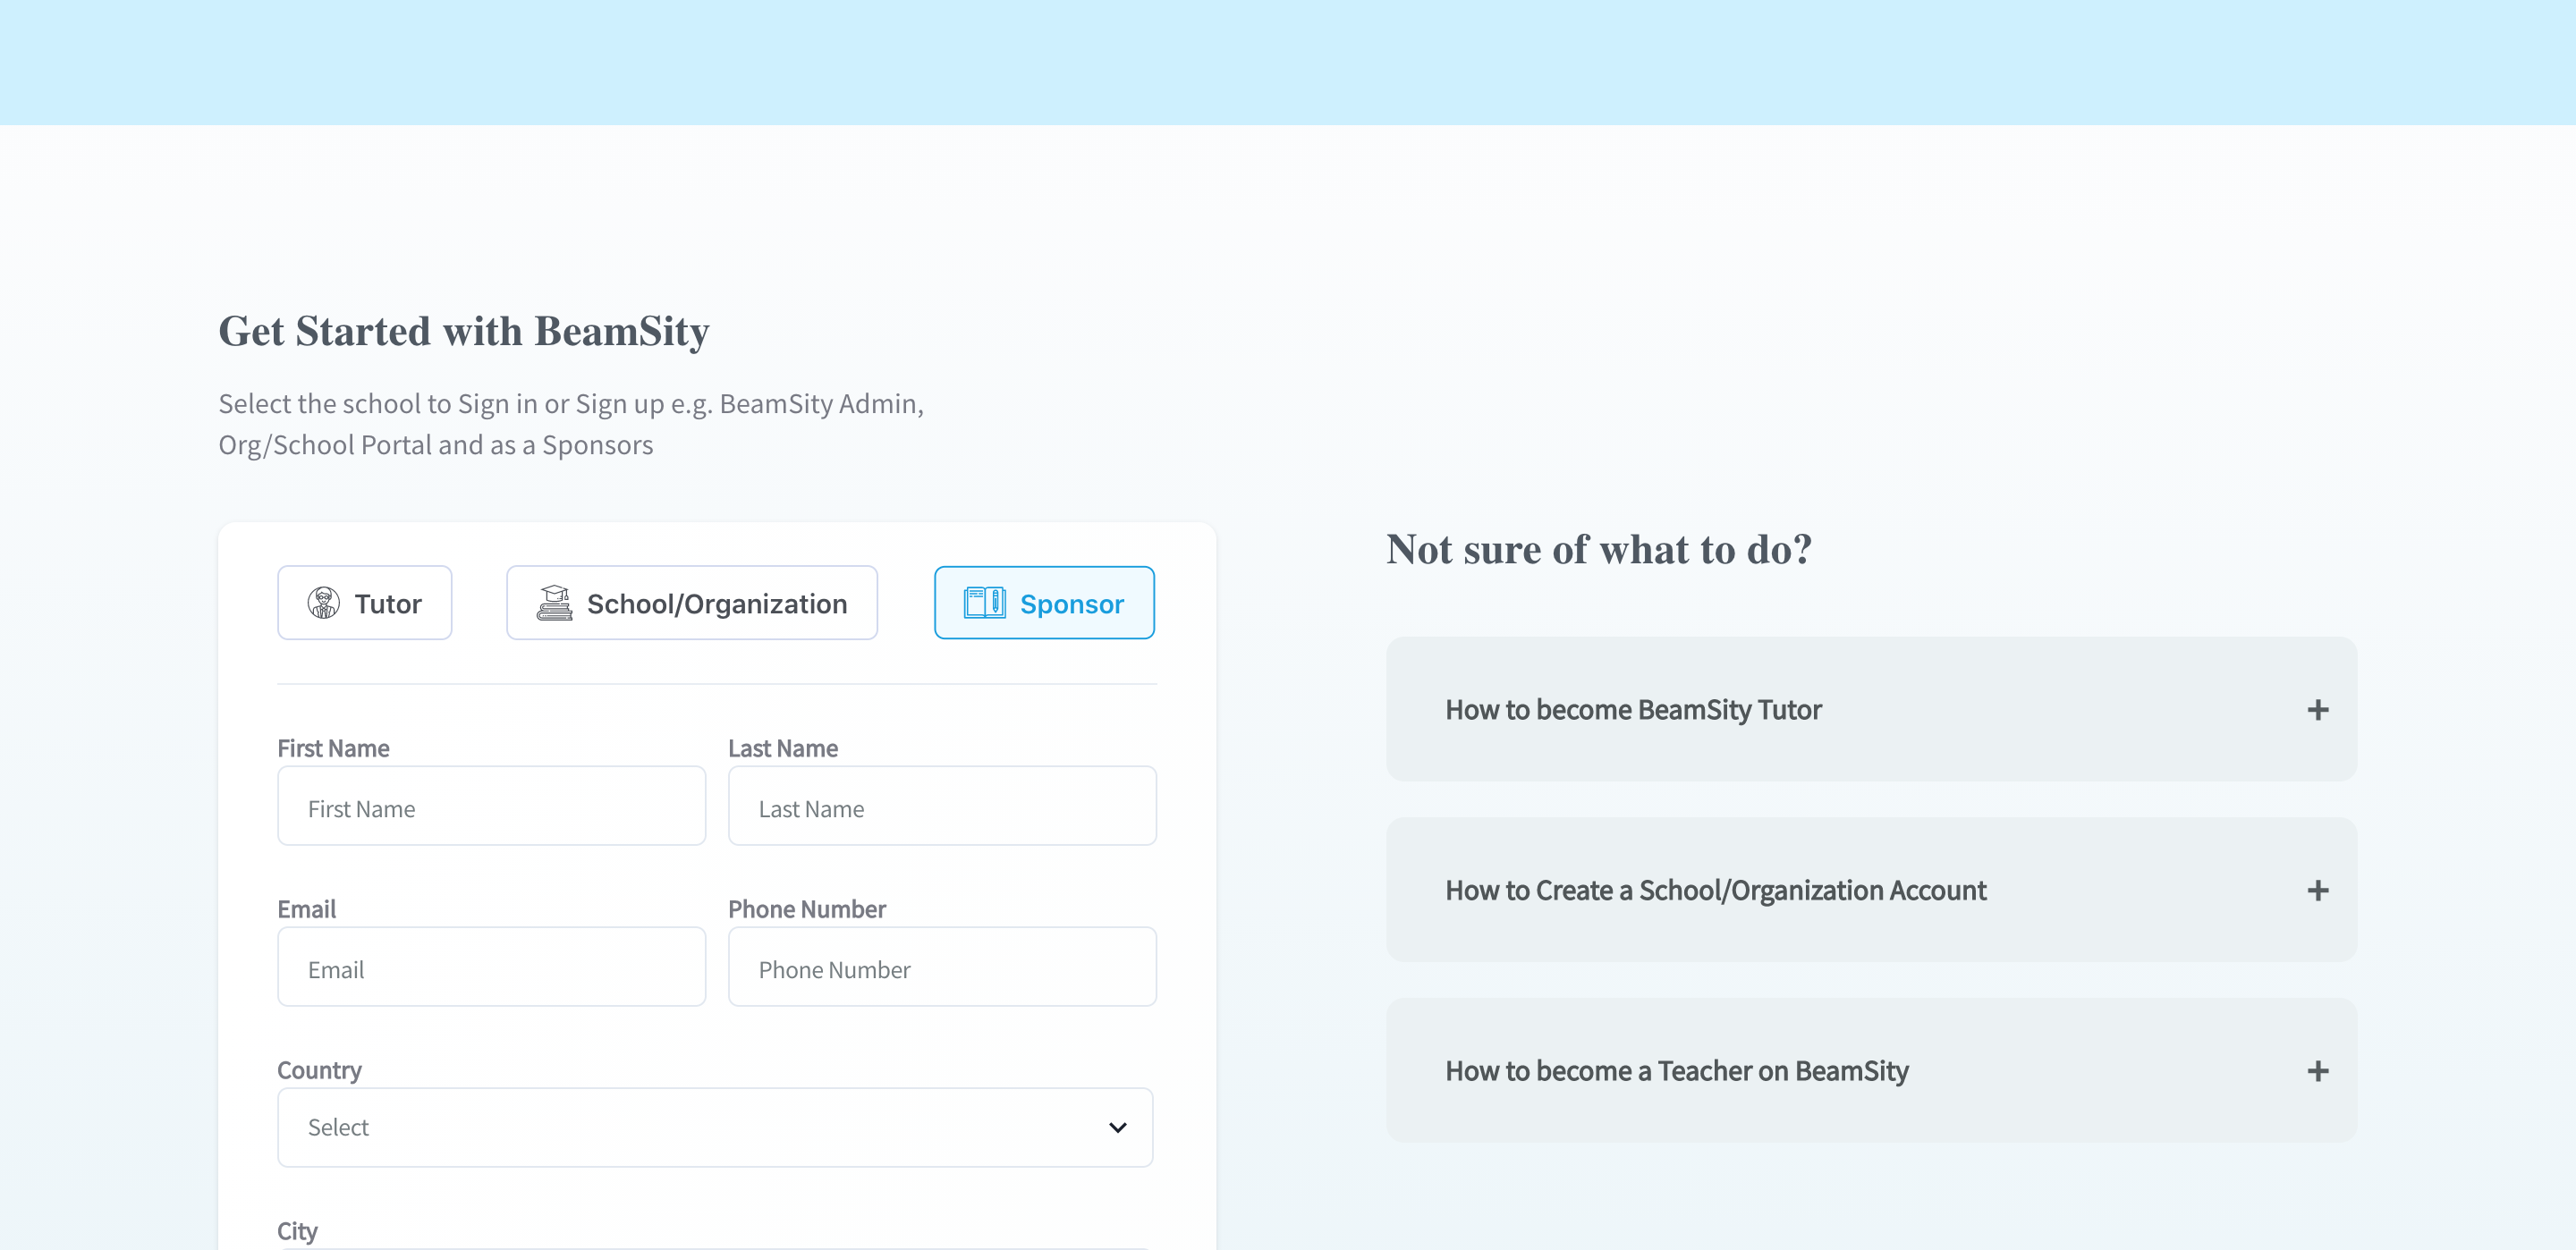 Get Started with BeamSity
Select the school to Sign in or Sign up e.g. BeamSity Admin,
Org/School Portal and as a Sponsors
Tutor
School/Organization
Sponsor
First Name
Last Name
First Name
Last Name
Email
Phone Number
Email
Phone Number
Country
Select
City
Not sure of what to do?
How to become BeamSity Tutor
How to Create a School/Organization Account
How to become a Teacher on BeamSity